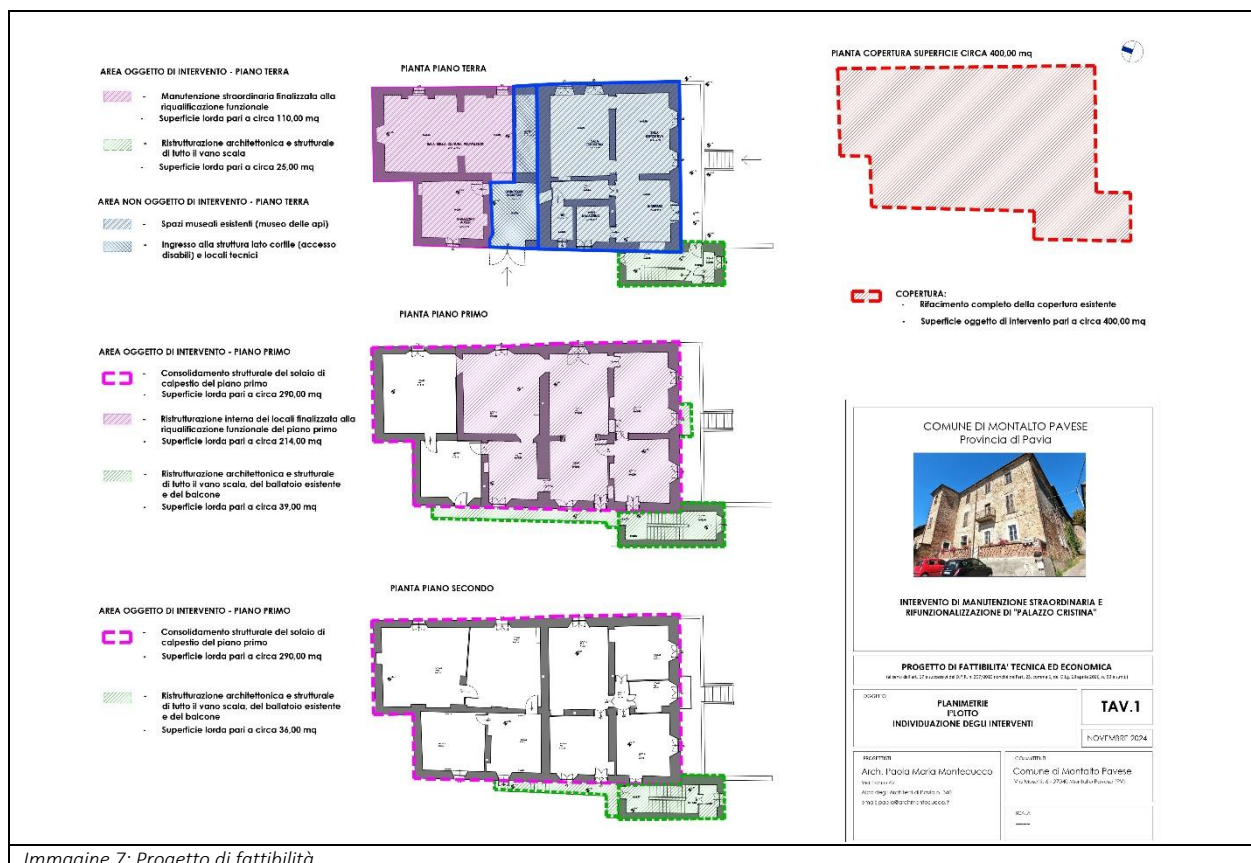 AREA OGGETTO DI INTERVENTO - PIANO TERRA
- Manutenzione straordinaria finalizzata alla
riqualificazione funzionale
- Superficie lorda pari a circa 110,00 mq
- Ristrutturazione architettonica e strutturale
di tutto il vano scala
- Superficie lorda pari a circa 25,00 mq
AREA NON OGGETTO DI INTERVENTO - PIANO TERRA
- Spazi museali esistenti (museo delle api)
- Ingresso alla struttura lato cortile (accesso
disabili) e locali tecnici
PIANTA PIANO TERRA
PIANTA COPERTURA SUPERFICIE CIRCA 400,00 mq
COPERTURA:
- Rifacimento completo della copertura esistente
- Superficie oggetto di intervento pari a circa 400,00 mq
PIANTA PIANO PRIMO
AREA OGGETTO DI INTERVENTO - PIANO PRIMO
- Consolidamento strutturale del solaio di
calpestio del piano primo
- Superficie lorda pari a circa 290,00 mq
- Ristrutturazione interna dei locali finalizzata alla
riqualificazione funzionale del piano primo
- Superficie lorda pari a circa 214,00 mq
- Ristrutturazione architettonica e strutturale
di tutto il vano scala, del ballatoio esistente
e del balcone
- Superficie lorda pari a circa 39,00 mq
PIANTA PIANO SECONDO
AREA OGGETTO DI INTERVENTO - PIANO PRIMO
- Consolidamento strutturale del solaio di
calpestio del piano primo
- Superficie lorda pari a circa 290,00 mq
- Ristrutturazione architettonica e strutturale
di tutto il vano scala, del ballatoio esistente
e del balcone
- Superficie lorda pari a circa 36,00 mq
COMUNE DI MONTALTO PAVESE
Provincia di Pavia
INTERVENTO DI MANUTENZIONE STRAORDINARIA E
RIFUNZIONALIZZAZIONE DI "PALAZZO CRISTINA"
PROGETTO DI FATTIBILITA' TECNICA ED ECONOMICA
OGGETTO
PLANIMETRIE
I°LOTTO
INDIVIDUAZIONE DEGLI INTERVENTI
TAV.1
NOVEMBRE 2024
PROGETTISTI
Arch. Paola Maria Montecucco
COMMITTENTI
Comune di Montalto Pavese
SCALA
Immagine 7: Progetto di fattibilità